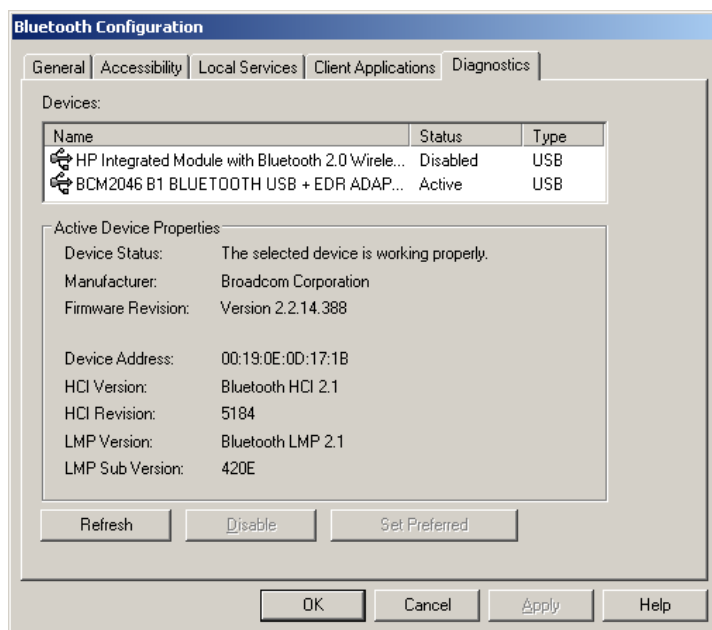 Bluetooth Configuration
General Accessibility Local Services Client Applications Diagnostics
Devices:
Name Status Type
HP Integrated Module with Bluetooth 2.0 Wirele... Disabled USB
BCM2046 B1 BLUETOOTH USB + EDR ADAP... Active USB
Active Device Properties
Device Status: The selected device is working properly.
Manufacturer: Broadcom Corporation
Firmware Revision: Version 2.2.14.388
Device Address: 00:19:0E:0D:17:1B
HCI Version: Bluetooth HCI 2.1
HCI Revision: 5184
LMP Version: Bluetooth LMP 2.1
LMP Sub Version: 420E
Refresh Disable Set Preferred
OK Cancel Apply Help